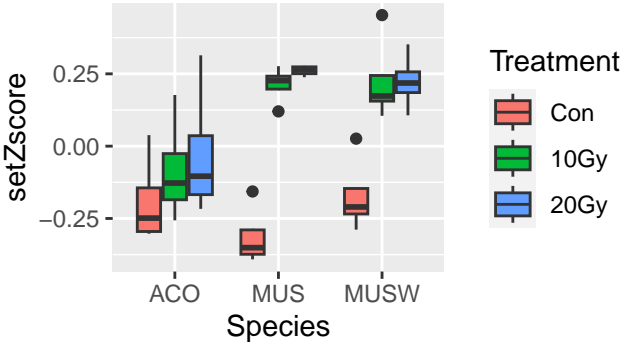 setZscore
0.25
0.00
−0.25
ACO MUS MUSW
Species
Treatment
Con
10Gy
20Gy